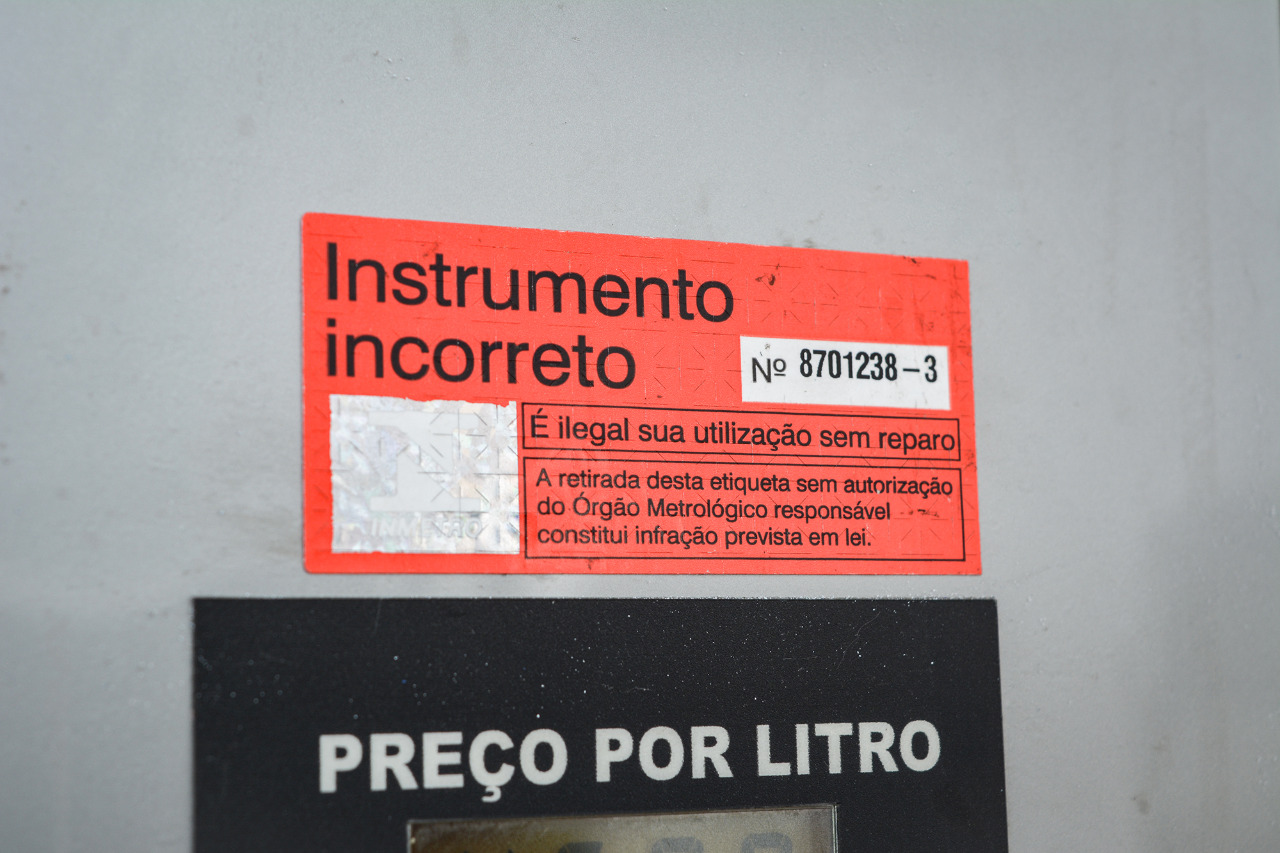 Instrumento
incorreto
Nº 8701238-3
É ilegal sua utilização sem reparo
A retirada desta etiqueta sem autorização
do Órgão Metrológico responsável
constitui infração prevista em lei.
INMETRO
PREÇO POR LITRO